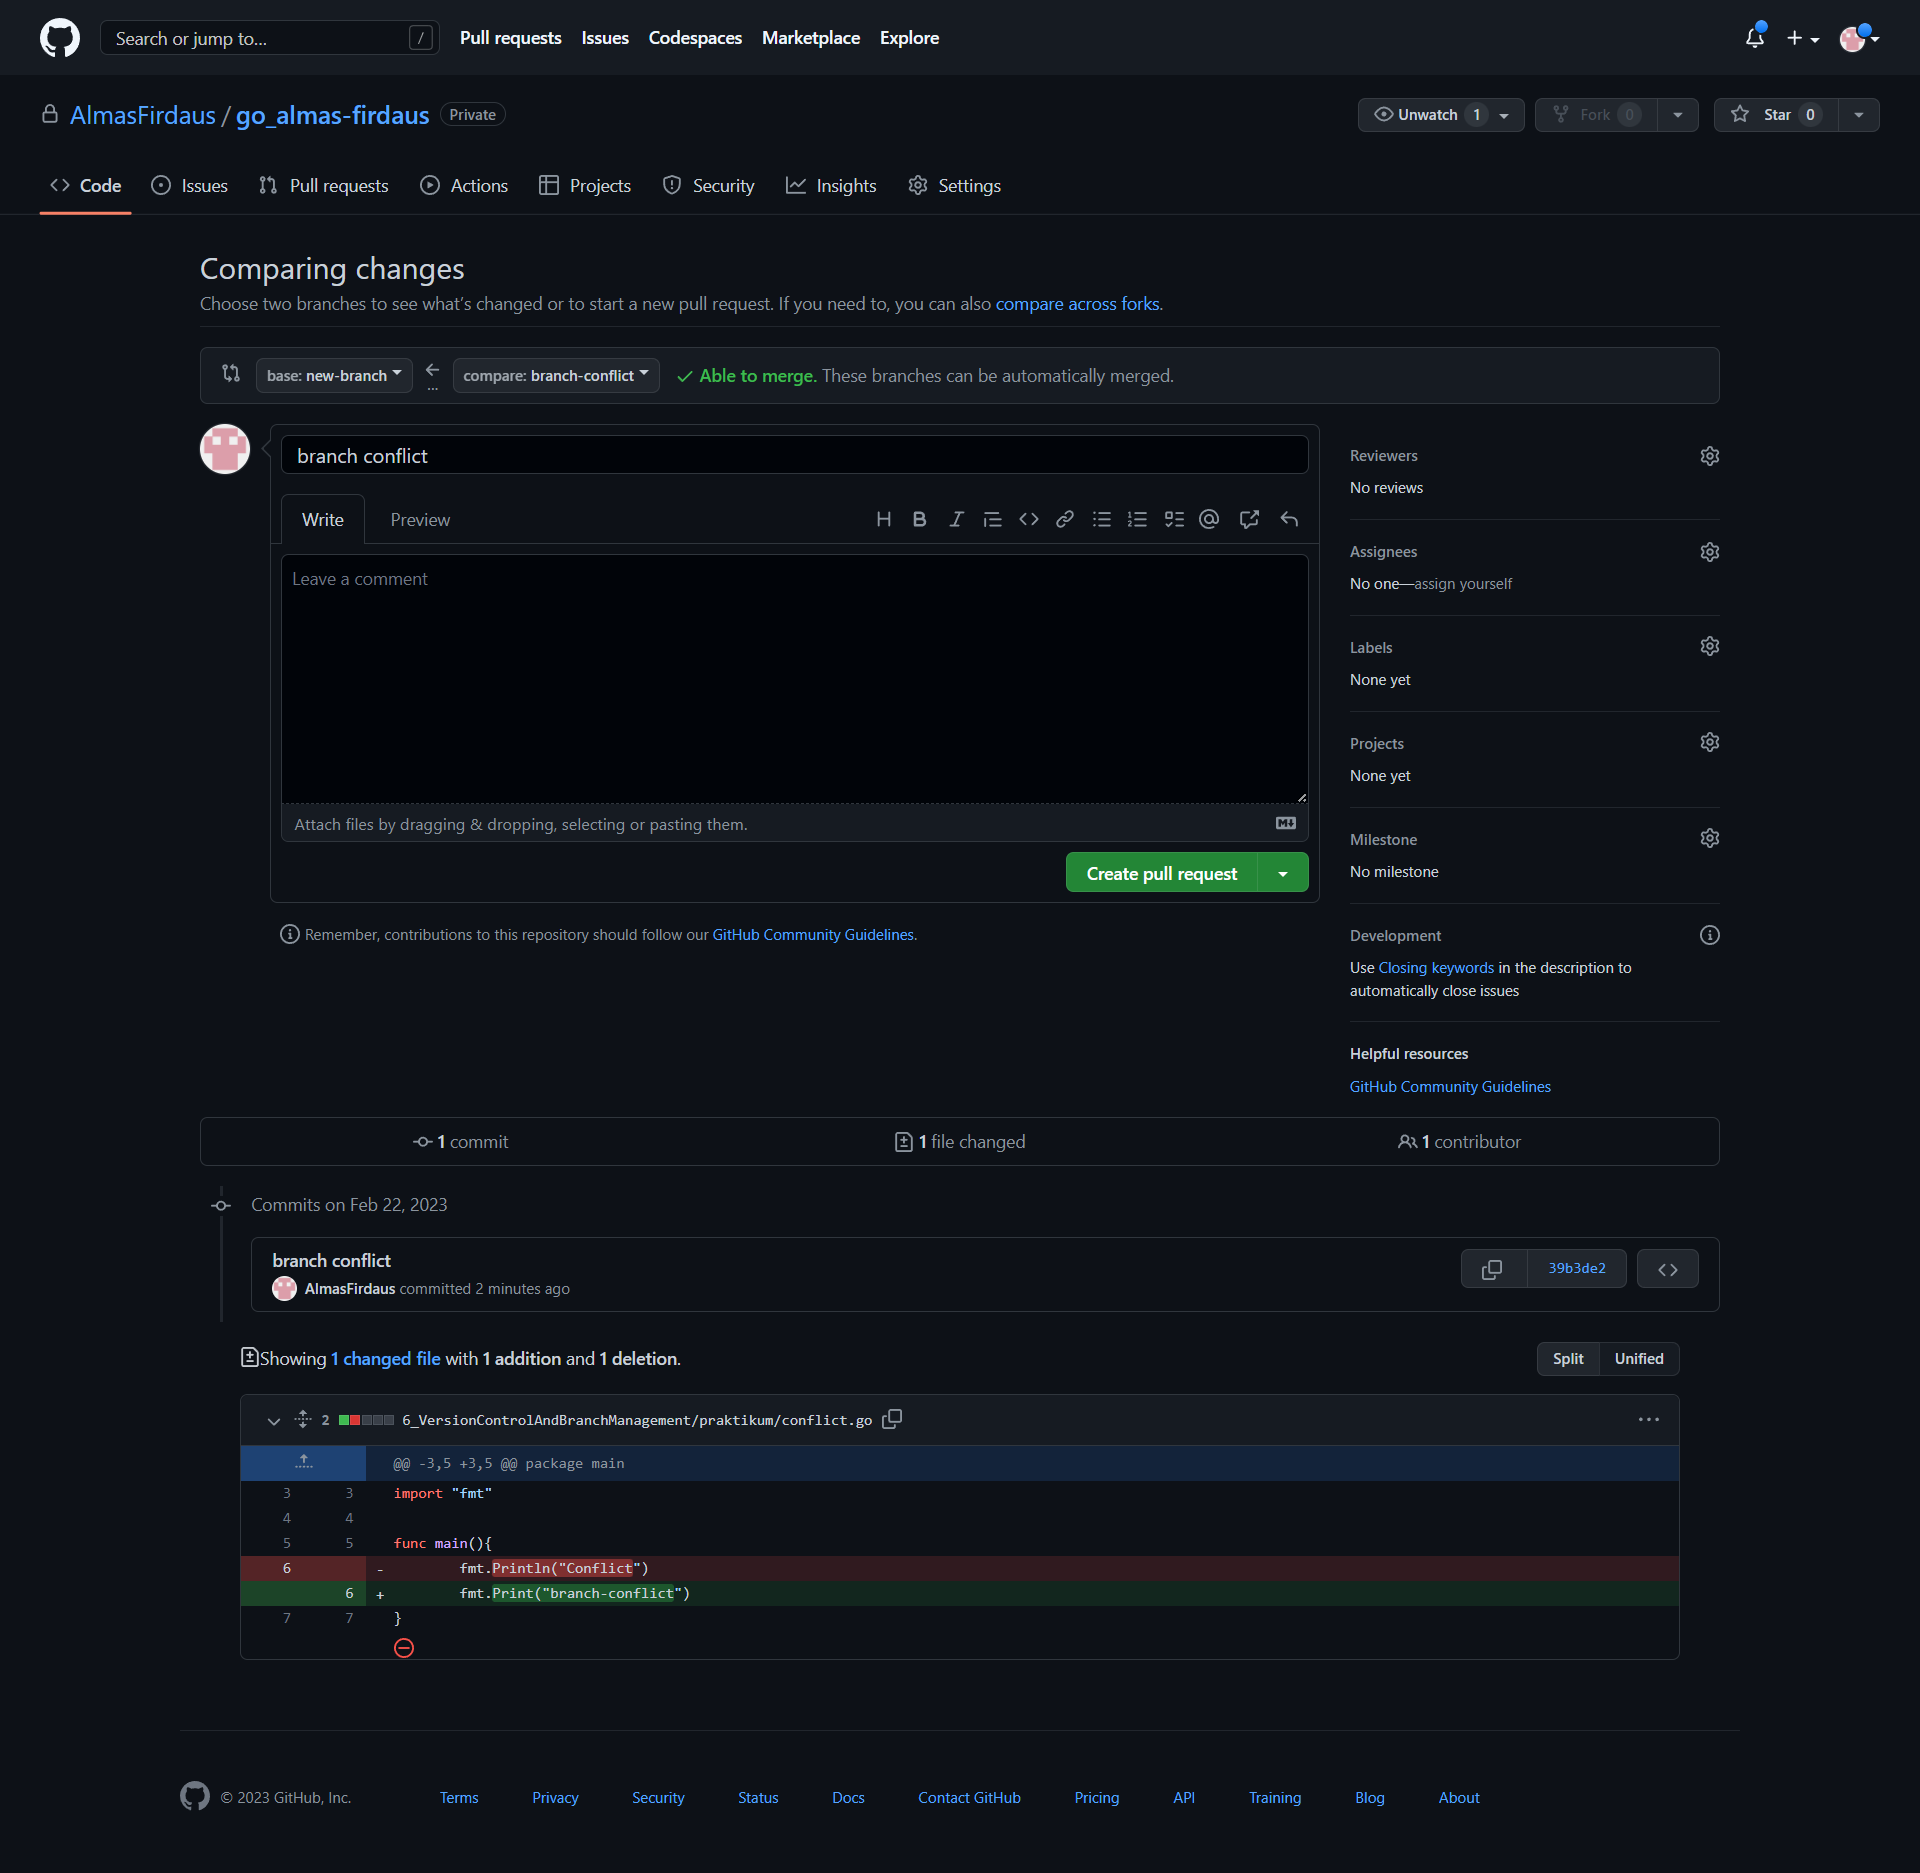 Search or jump to... / Pull requests Issues Codespaces Marketplace Explore
AlmasFirdaus / go_almas-firdaus Private Unwatch 1 Fork 0 Star 0
Code Issues Pull requests Actions Projects Security Insights Settings
Comparing changes
Choose two branches to see what's changed or to start a new pull request. If you need to, you can also compare across forks.
base: new-branch ... compare: branch-conflict Able to merge. These branches can be automatically merged.
branch conflict
Write Preview
Leave a comment
Attach files by dragging & dropping, selecting or pasting them.
Create pull request
Remember, contributions to this repository should follow our GitHub Community Guidelines.
Reviewers
No reviews
Assignees
No one—assign yourself
Labels
None yet
Projects
None yet
Milestone
No milestone
Development
Use Closing keywords in the description to
automatically close issues
Helpful resources
GitHub Community Guidelines
1 commit 1 file changed 1 contributor
Commits on Feb 22, 2023
branch conflict
AlmasFirdaus committed 2 minutes ago
39b3de2
Showing 1 changed file with 1 addition and 1 deletion.
Split Unified
2 6_VersionControlAndBranchManagement/praktikum/conflict.go
@@ -3,5 +3,5 @@ package main
3 3 import "fmt"
4 4
5 5 func main(){
6 - fmt.Println("Conflict")
6 + fmt.Print("branch-conflict")
7 7 }
© 2023 GitHub, Inc. Terms Privacy Security Status Docs Contact GitHub Pricing API Training Blog About